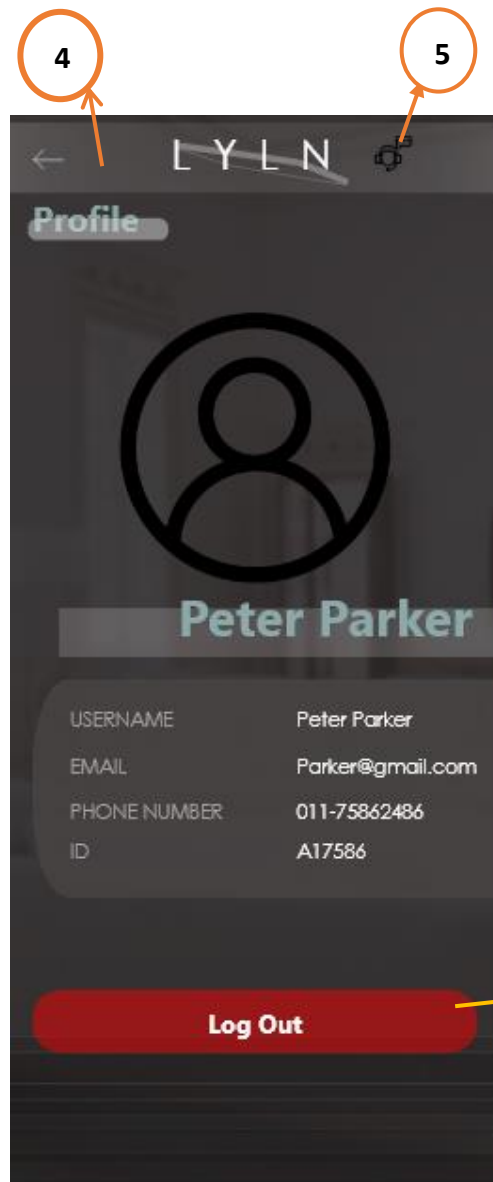 4
5
LYLN
Profile
Peter Parker
USERNAME Peter Parker
EMAIL Parker@gmail.com
PHONE NUMBER 011-75862486
ID A17586
Log Out